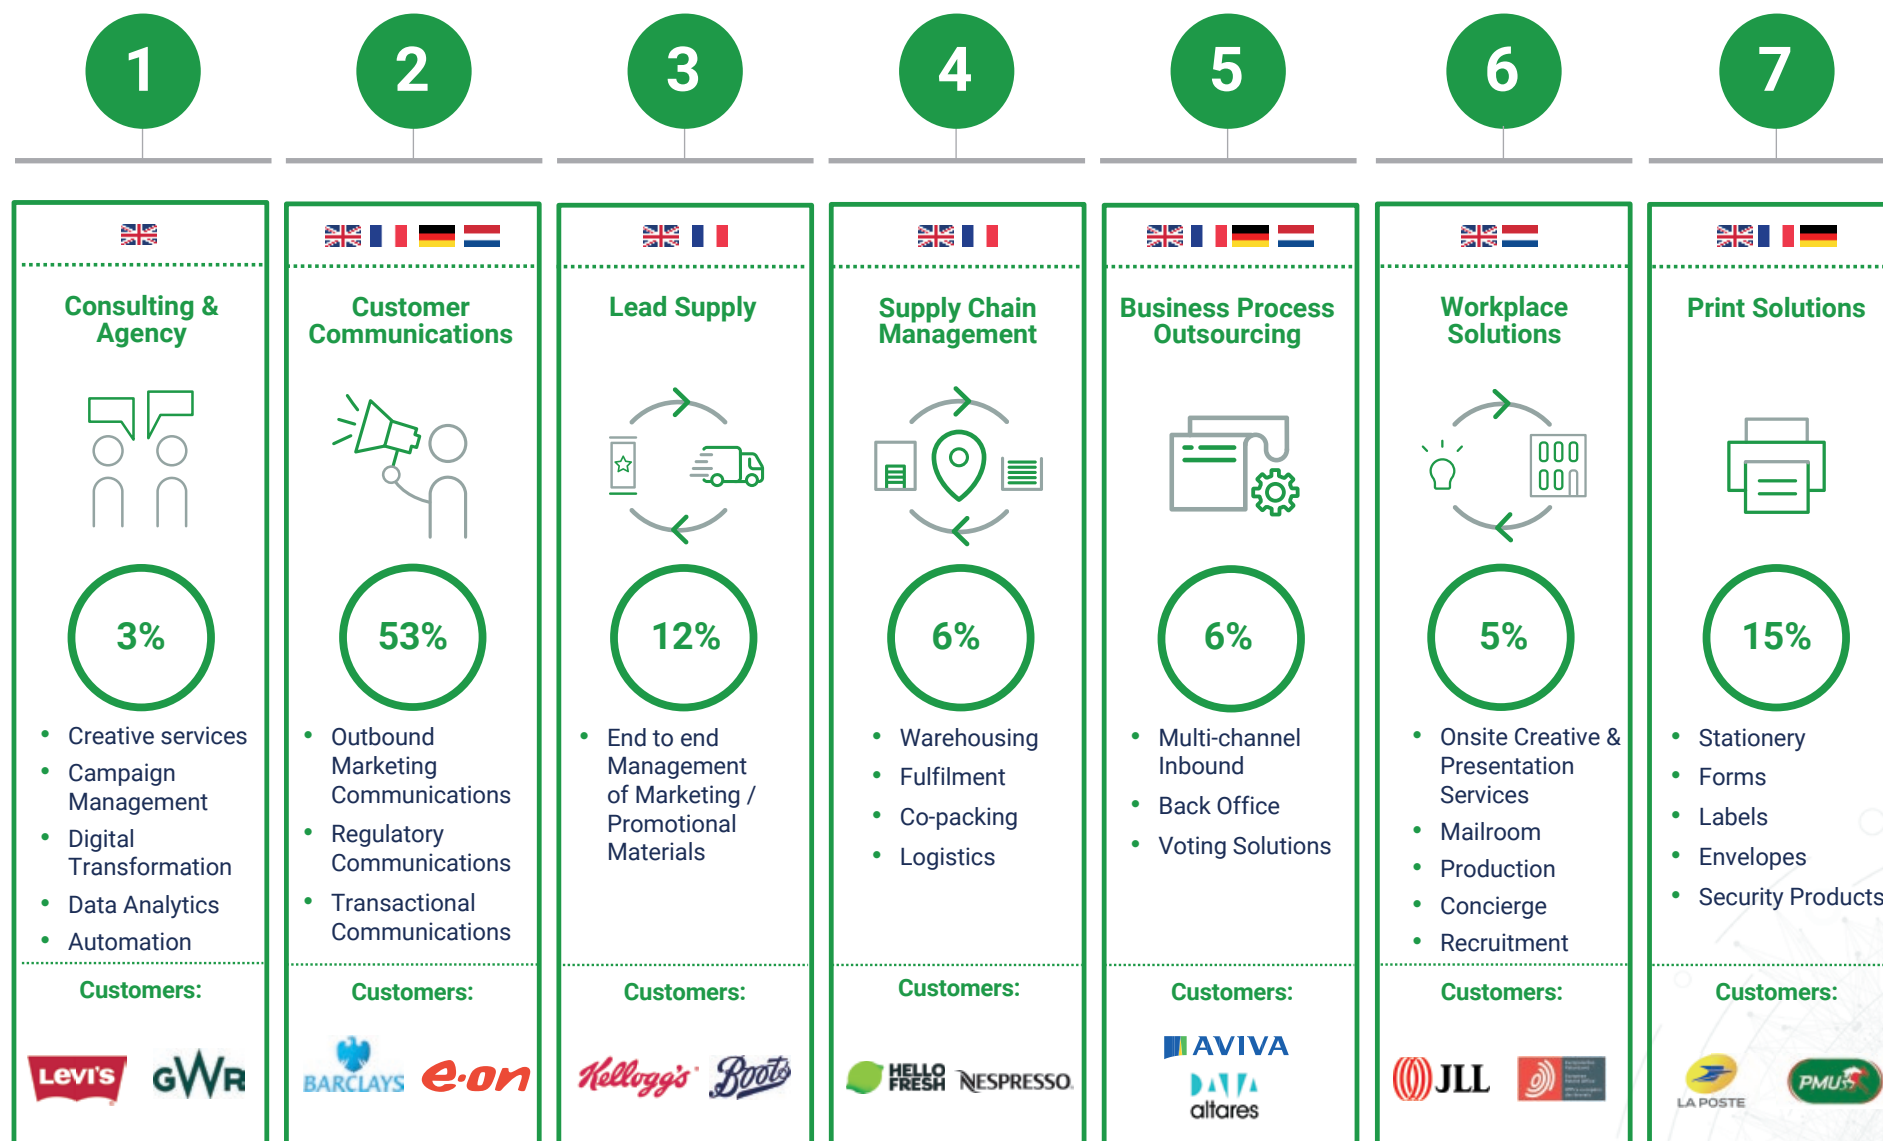 1
2
3
4
5
6
7
Consulting &
Agency
3%
Creative services
Campaign
Management
Digital
Transformation
Data Analytics
Automation
Customers:
LEVI'S
GWR
Customer
Communications
53%
Outbound
Marketing
Communications
Regulatory
Communications
Transactional
Communications
Customers:
BARCLAYS
e·on
Lead Supply
12%
End to end
Management
of Marketing /
Promotional
Materials
Customers:
Kellogg's
Boots
Supply Chain
Management
6%
Warehousing
Fulfilment
Co-packing
Logistics
Customers:
HELLO
FRESH
NESPRESSO.
Business Process
Outsourcing
6%
Multi-channel
Inbound
Back Office
Voting Solutions
Customers:
AVIVA
DATA
altares
Workplace
Solutions
5%
Onsite Creative &
Presentation
Services
Mailroom
Production
Concierge
Recruitment
Customers:
JLL
Print Solutions
15%
Stationery
Forms
Labels
Envelopes
Security Products
Customers:
LA POSTE
PMU